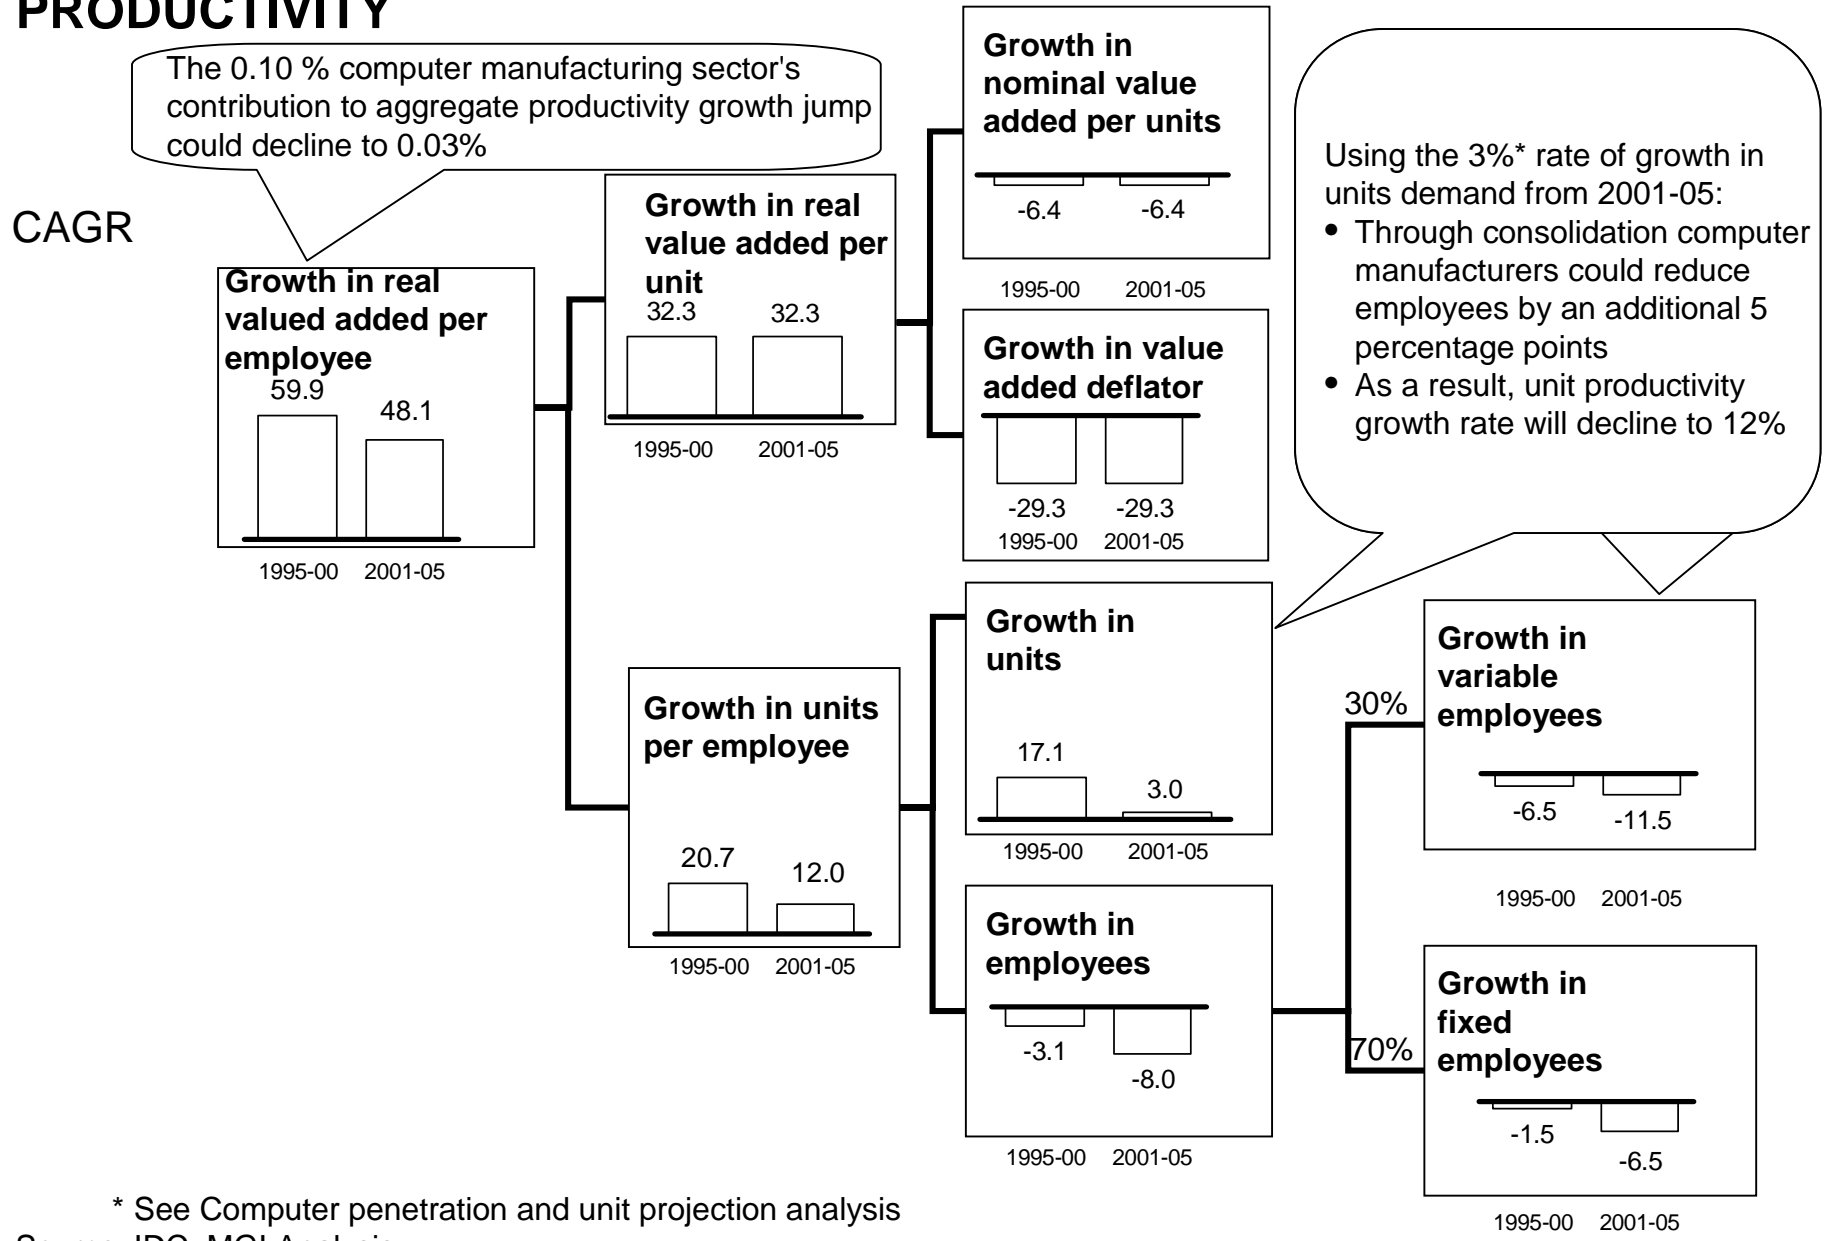 PRODUCTIVITY
The 0.10 % computer manufacturing sector's
contribution to aggregate productivity growth jump
could decline to 0.03%
CAGR
Growth in real
valued added per
employee
59.9
48.1
1995-00 2001-05
Growth in real
value added per
unit
32.3 32.3
1995-00 2001-05
Growth in units
per employee
20.7
12.0
1995-00 2001-05
Growth in
nominal value
added per units
-6.4 -6.4
1995-00 2001-05
Growth in value
added deflator
-29.3 -29.3
1995-00 2001-05
Growth in
units
17.1
3.0
1995-00 2001-05
Growth in
employees
-3.1
-8.0
1995-00 2001-05
Using the 3%* rate of growth in
units demand from 2001-05:
• Through consolidation computer
manufacturers could reduce
employees by an additional 5
percentage points
• As a result, unit productivity
growth rate will decline to 12%
30%
Growth in
variable
employees
-6.5
-11.5
1995-00 2001-05
70%
Growth in
fixed
employees
-1.5
-6.5
1995-00 2001-05
* See Computer penetration and unit projection analysis
Source: IDC; MGI Analysis